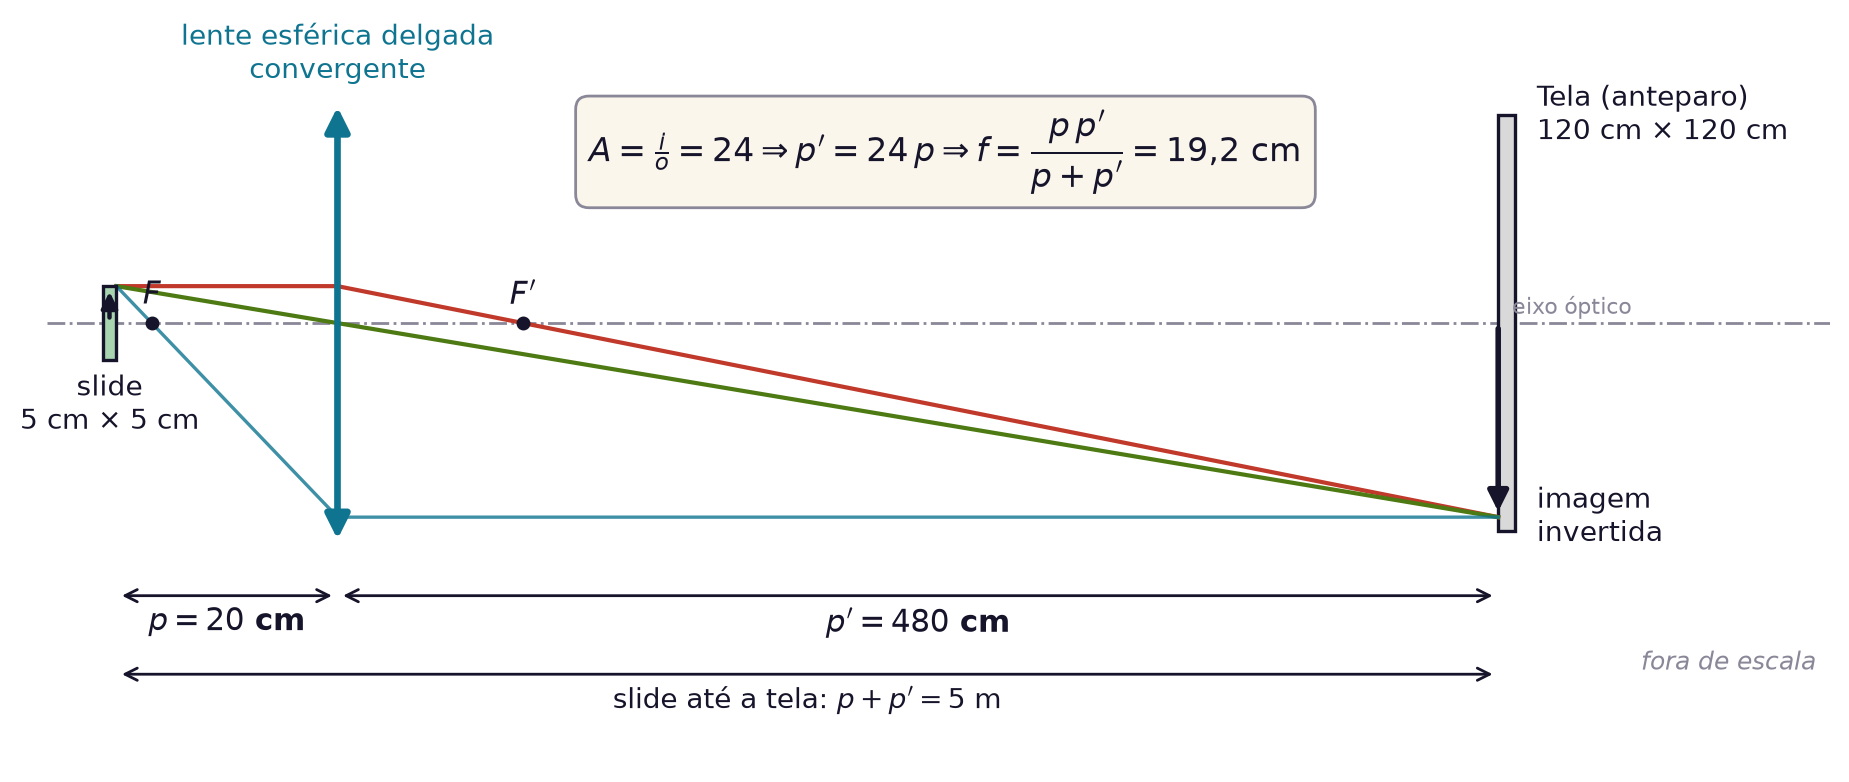 lente esférica delgada
convergente
Tela (anteparo)
120 cm × 120 cm
A = i/o = 24 ⇒ p′ = 24 p ⇒ f = p p′/(p + p′) = 19,2 cm
F
F′
eixo óptico
slide
5 cm × 5 cm
imagem
invertida
p = 20 cm
p′ = 480 cm
fora de escala
slide até a tela: p + p′ = 5 m